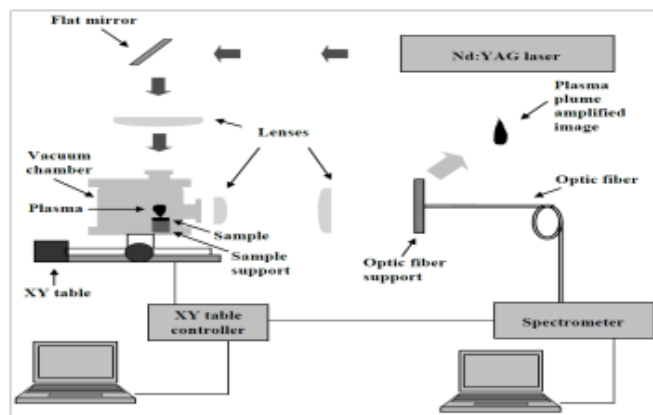 Flat mirror
Nd:YAG laser
Plasma
plume
amplified
image
Lenses
Vacuum
chamber
Optic fiber
Plasma
Sample
Sample
support
Optic fiber
support
XY table
XY table
controller
Spectrometer